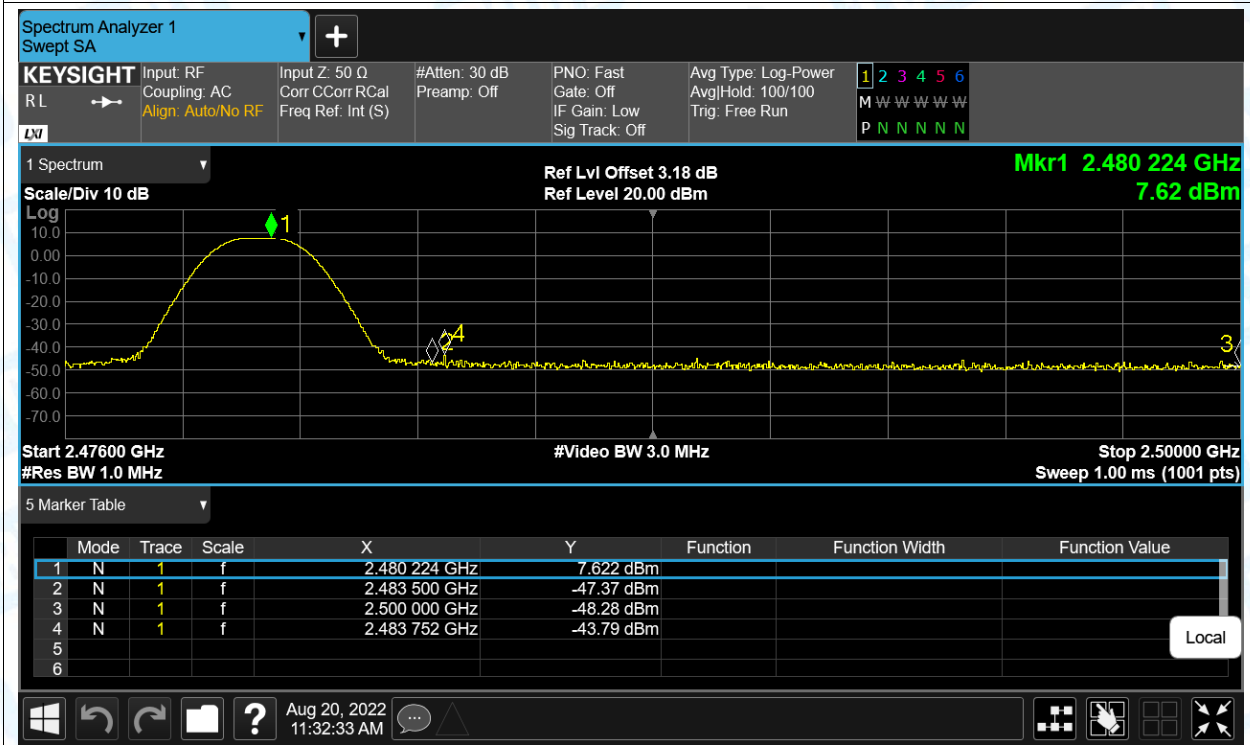 Spectrum Analyzer 1
Swept SA
+
KEYSIGHT
R L
LXI
Input: RF
Coupling: AC
Align: Auto/No RF
Input Z: 50 Ω
Corr CCorr RCal
Freq Ref: Int (S)
#Atten: 30 dB
Preamp: Off
PNO: Fast
Gate: Off
IF Gain: Low
Sig Track: Off
Avg Type: Log-Power
Avg|Hold: 100/100
Trig: Free Run
1 2 3 4 5 6
M W W W W W
P N N N N N
1 Spectrum
Scale/Div 10 dB
Ref Lvl Offset 3.18 dB
Ref Level 20.00 dBm
Mkr1 2.480 224 GHz
7.62 dBm
Log
10.0
0.00
-10.0
-20.0
-30.0
-40.0
-50.0
-60.0
-70.0
1
2 4
3
Start 2.47600 GHz
#Video BW 3.0 MHz
Stop 2.50000 GHz
#Res BW 1.0 MHz
Sweep 1.00 ms (1001 pts)
5 Marker Table
Mode Trace Scale X Y Function Function Width Function Value
1 N 1 f 2.480 224 GHz 7.622 dBm
2 N 1 f 2.483 500 GHz -47.37 dBm
3 N 1 f 2.500 000 GHz -48.28 dBm
4 N 1 f 2.483 752 GHz -43.79 dBm
5
6
Local
?
Aug 20, 2022
11:32:33 AM